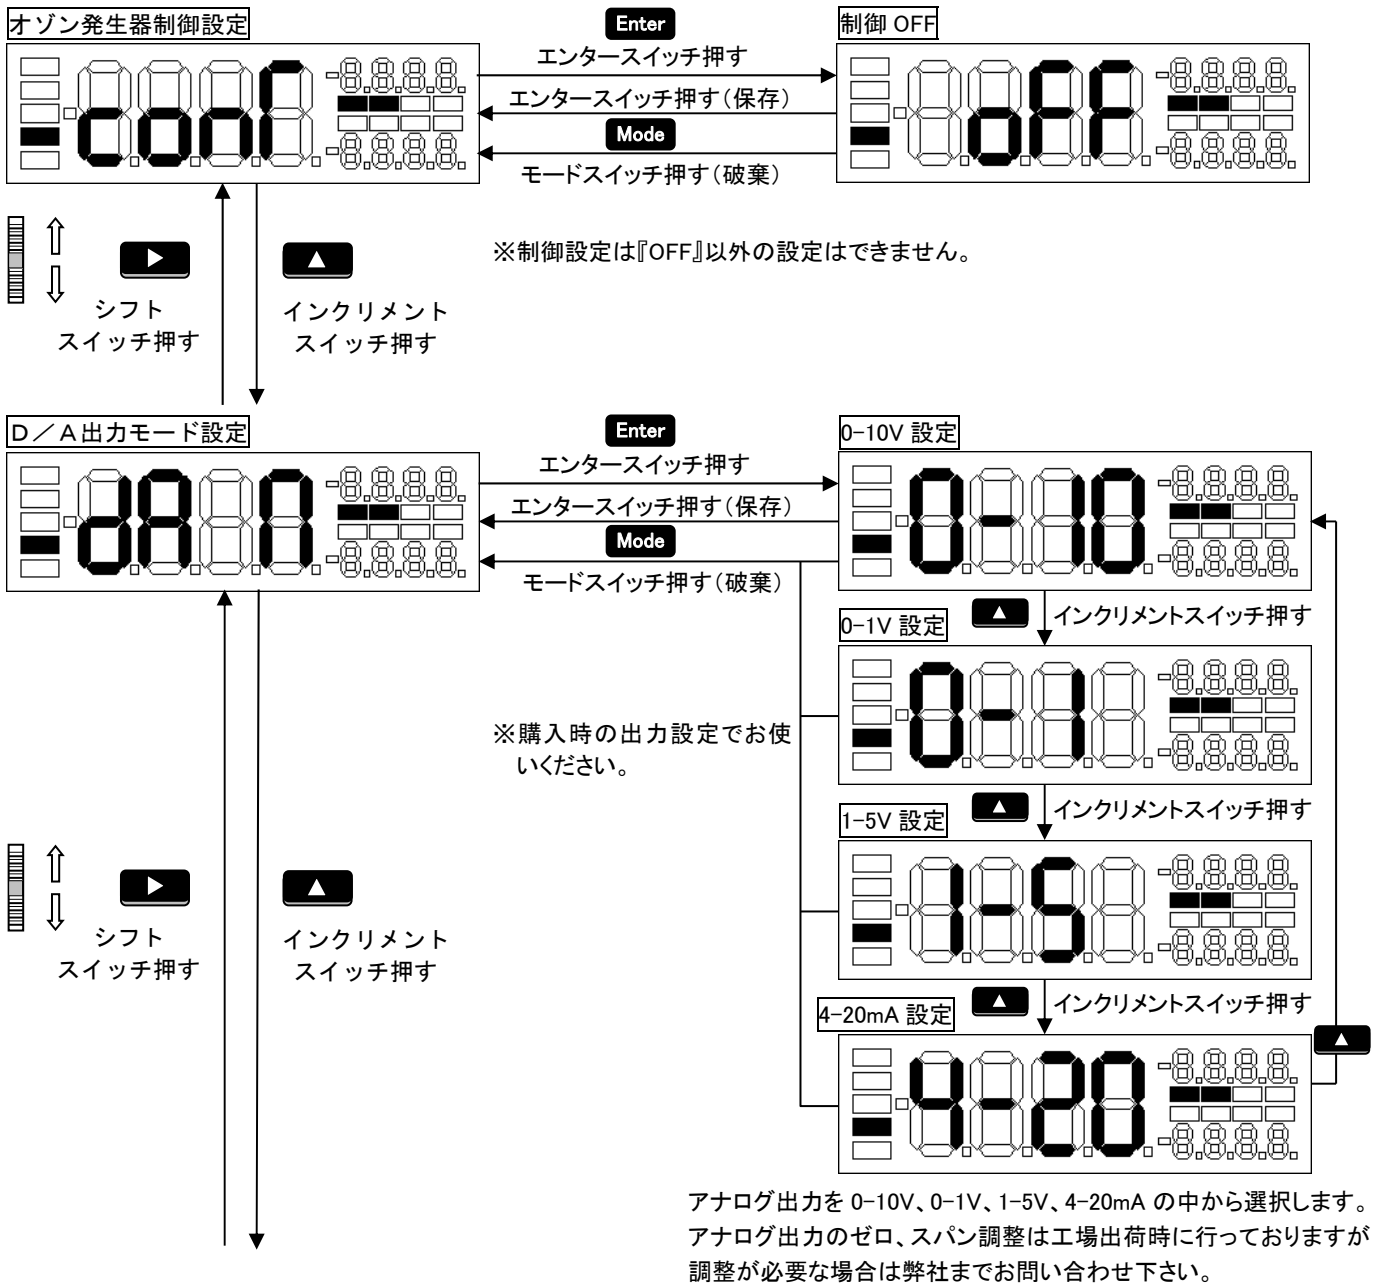 オゾン発生器制御設定
Enter
制御 OFF
エンタースイッチ押す
エンタースイッチ押す（保存）
Mode
モードスイッチ押す（破棄）
※制御設定は『OFF』以外の設定はできません。
シフト
スイッチ押す
インクリメント
スイッチ押す
D／A出力モード設定
Enter
0-10V 設定
エンタースイッチ押す
エンタースイッチ押す（保存）
0-10
Mode
モードスイッチ押す（破棄）
インクリメントスイッチ押す
0-1V 設定
0-1
※購入時の出力設定でお使
いください。
インクリメントスイッチ押す
1-5V 設定
1-5
シフト
スイッチ押す
インクリメント
スイッチ押す
インクリメントスイッチ押す
4-20mA 設定
4-20
アナログ出力を 0-10V、0-1V、1-5V、4-20mA の中から選択します。
アナログ出力のゼロ、スパン調整は工場出荷時に行っておりますが
調整が必要な場合は弊社までお問い合わせ下さい。